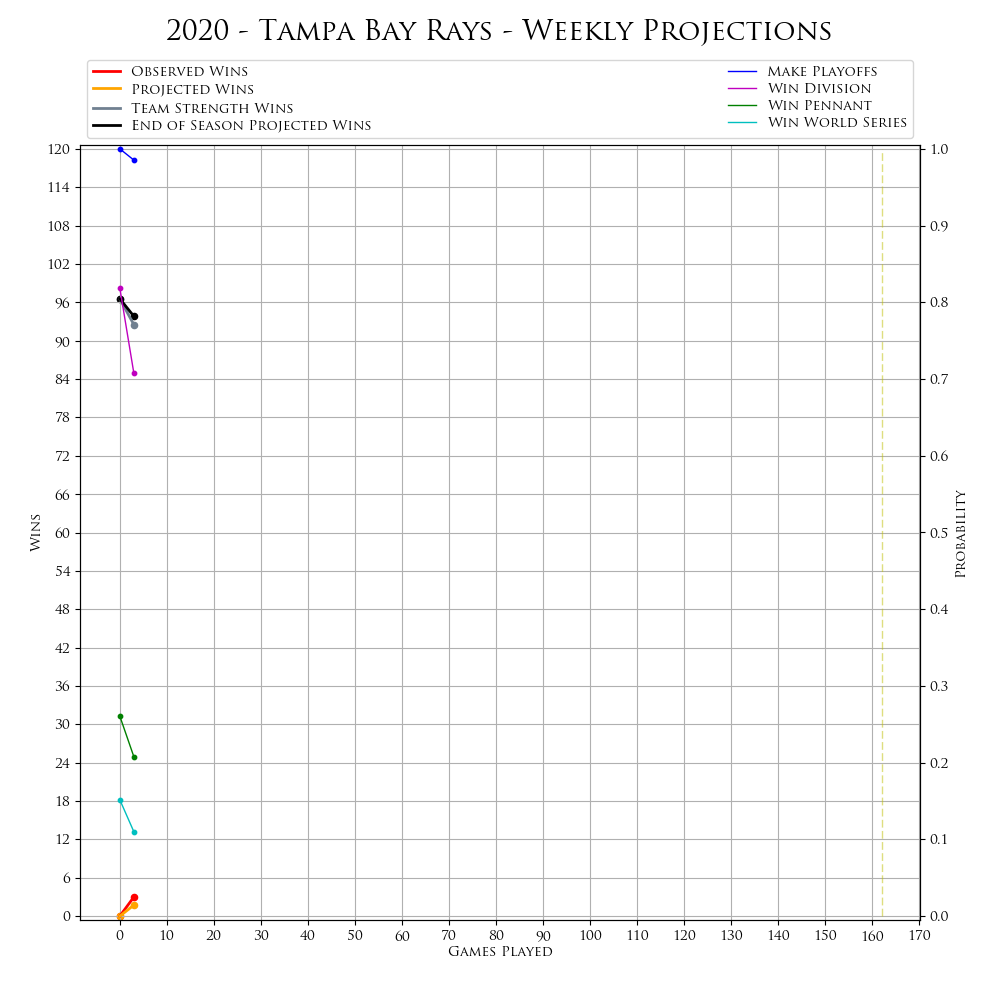 2020 - Tampa Bay Rays - Weekly Projections
Observed Wins
Projected Wins
Team Strength Wins
End of Season Projected Wins
Make Playoffs
Win Division
Win Pennant
Win World Series
120
114
108
102
96
90
84
78
72
66
60
54
48
42
36
30
24
18
12
6
0
Wins
1.0
0.9
0.8
0.7
0.6
0.5
0.4
0.3
0.2
0.1
0.0
Probability
0 10 20 30 40 50 60 70 80 90 100 110 120 130 140 150 160 170
Games Played